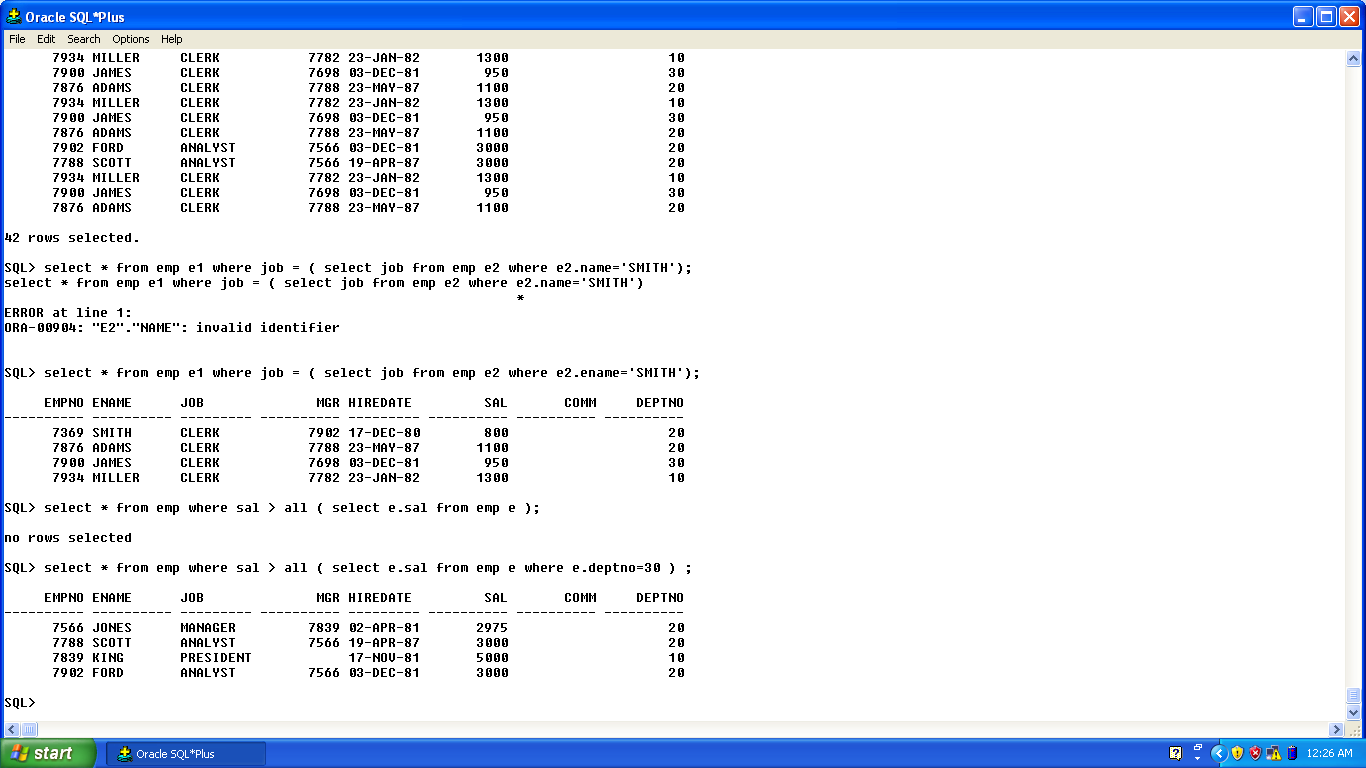 Oracle SQL*Plus
File Edit Search Options Help
7934 MILLER CLERK 7782 23-JAN-82 1300 10
7900 JAMES CLERK 7698 03-DEC-81 950 30
7876 ADAMS CLERK 7788 23-MAY-87 1100 20
7934 MILLER CLERK 7782 23-JAN-82 1300 10
7900 JAMES CLERK 7698 03-DEC-81 950 30
7876 ADAMS CLERK 7788 23-MAY-87 1100 20
7902 FORD ANALYST 7566 03-DEC-81 3000 20
7788 SCOTT ANALYST 7566 19-APR-87 3000 20
7934 MILLER CLERK 7782 23-JAN-82 1300 10
7900 JAMES CLERK 7698 03-DEC-81 950 30
7876 ADAMS CLERK 7788 23-MAY-87 1100 20
42 rows selected.
SQL> select * from emp e1 where job = ( select job from emp e2 where e2.name='SMITH');
select * from emp e1 where job = ( select job from emp e2 where e2.name='SMITH')
*
ERROR at line 1:
ORA-00904: "E2"."NAME": invalid identifier
SQL> select * from emp e1 where job = ( select job from emp e2 where e2.ename='SMITH');
EMPNO ENAME JOB MGR HIREDATE SAL COMM DEPTNO
---------- ---------- --------- ---------- --------- ---------- ---------- ----------
7369 SMITH CLERK 7902 17-DEC-80 800 20
7876 ADAMS CLERK 7788 23-MAY-87 1100 20
7900 JAMES CLERK 7698 03-DEC-81 950 30
7934 MILLER CLERK 7782 23-JAN-82 1300 10
SQL> select * from emp where sal > all ( select e.sal from emp e );
no rows selected
SQL> select * from emp where sal > all ( select e.sal from emp e where e.deptno=30 ) ;
EMPNO ENAME JOB MGR HIREDATE SAL COMM DEPTNO
---------- ---------- --------- ---------- --------- ---------- ---------- ----------
7566 JONES MANAGER 7839 02-APR-81 2975 20
7788 SCOTT ANALYST 7566 19-APR-87 3000 20
7839 KING PRESIDENT 17-NOV-81 5000 10
7902 FORD ANALYST 7566 03-DEC-81 3000 20
SQL>
start Oracle SQL*Plus 12:26 AM